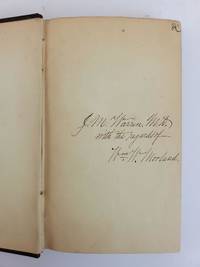 J. M. Warren M.D.
with the regards of
Wm. W. Morland